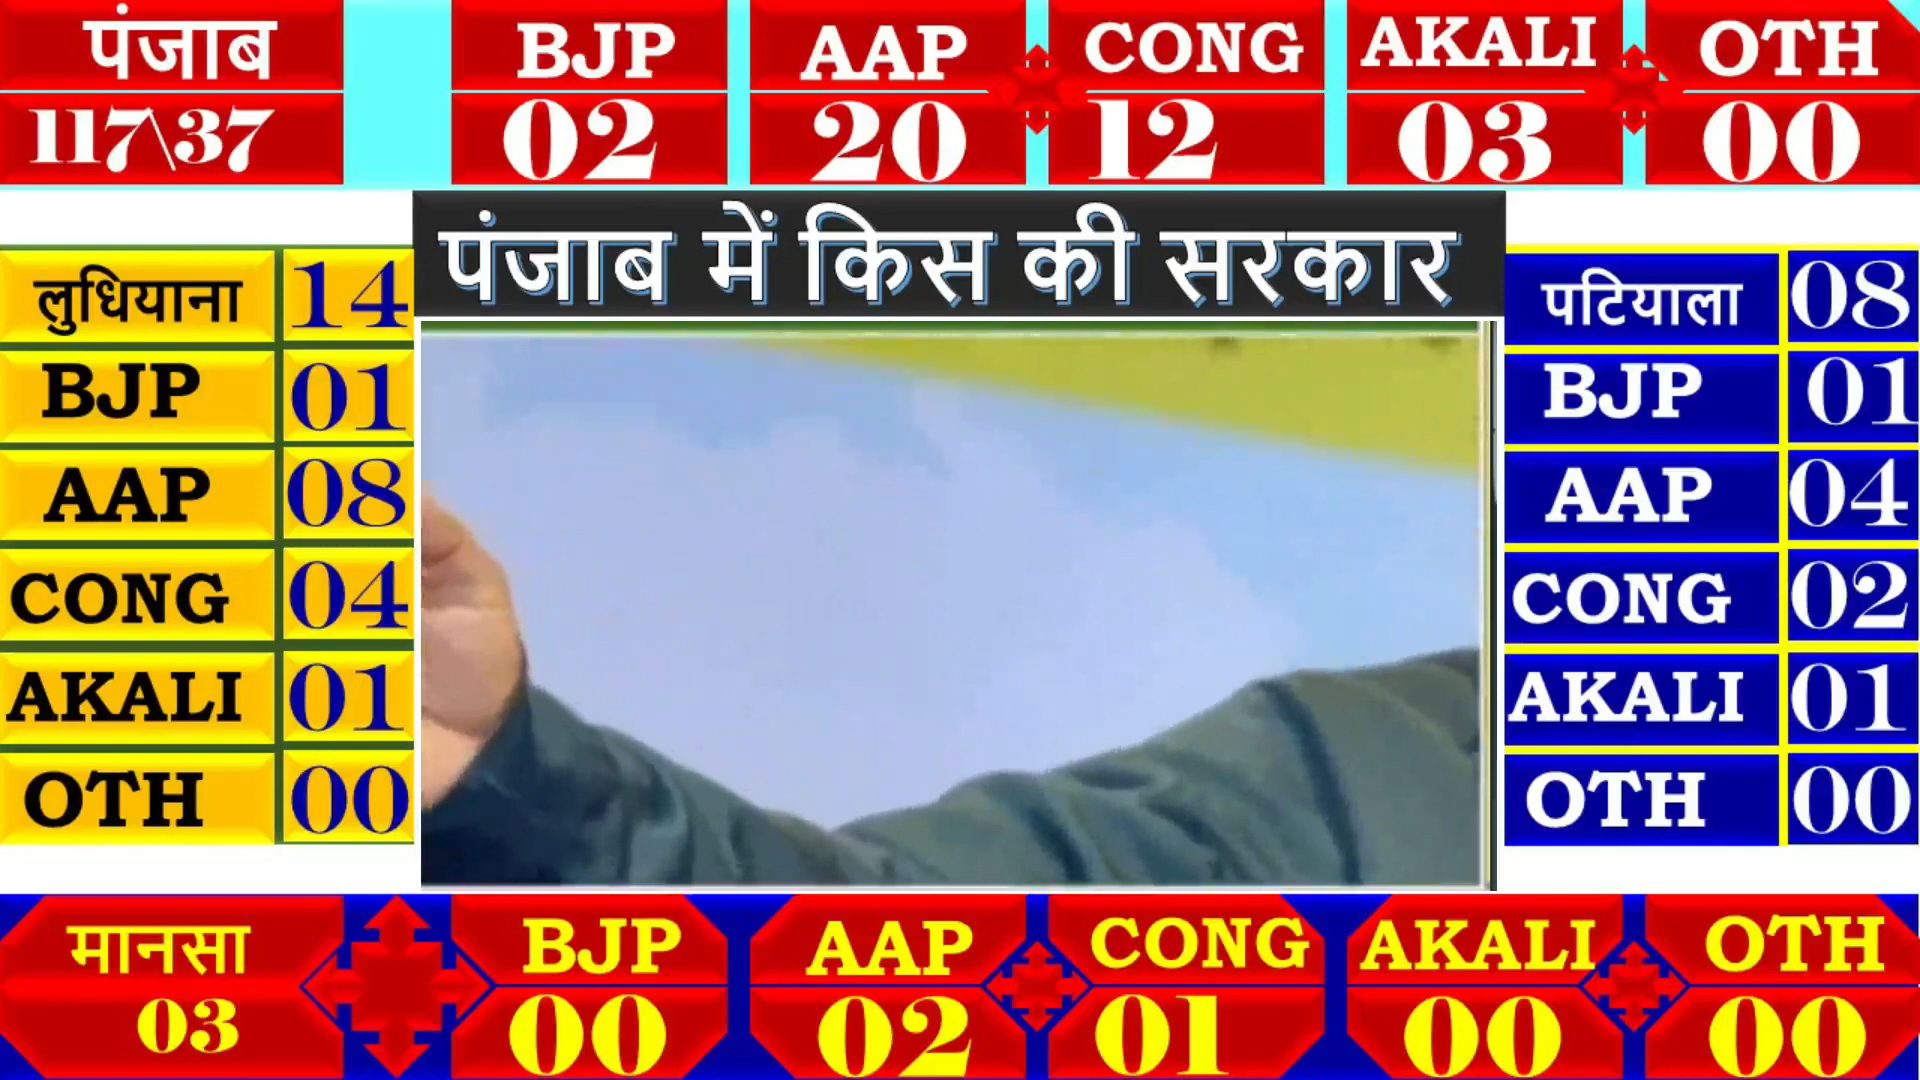 पंजाब BJP AAP CONG AKALI OTH
117\37 02 20 12 03 00
पंजाब में किस की सरकार
लुधियाना 14
BJP 01
AAP 08
CONG 04
AKALI 01
OTH 00
पटियाला 08
BJP 01
AAP 04
CONG 02
AKALI 01
OTH 00
मानसा BJP AAP CONG AKALI OTH
03 00 02 01 00 00